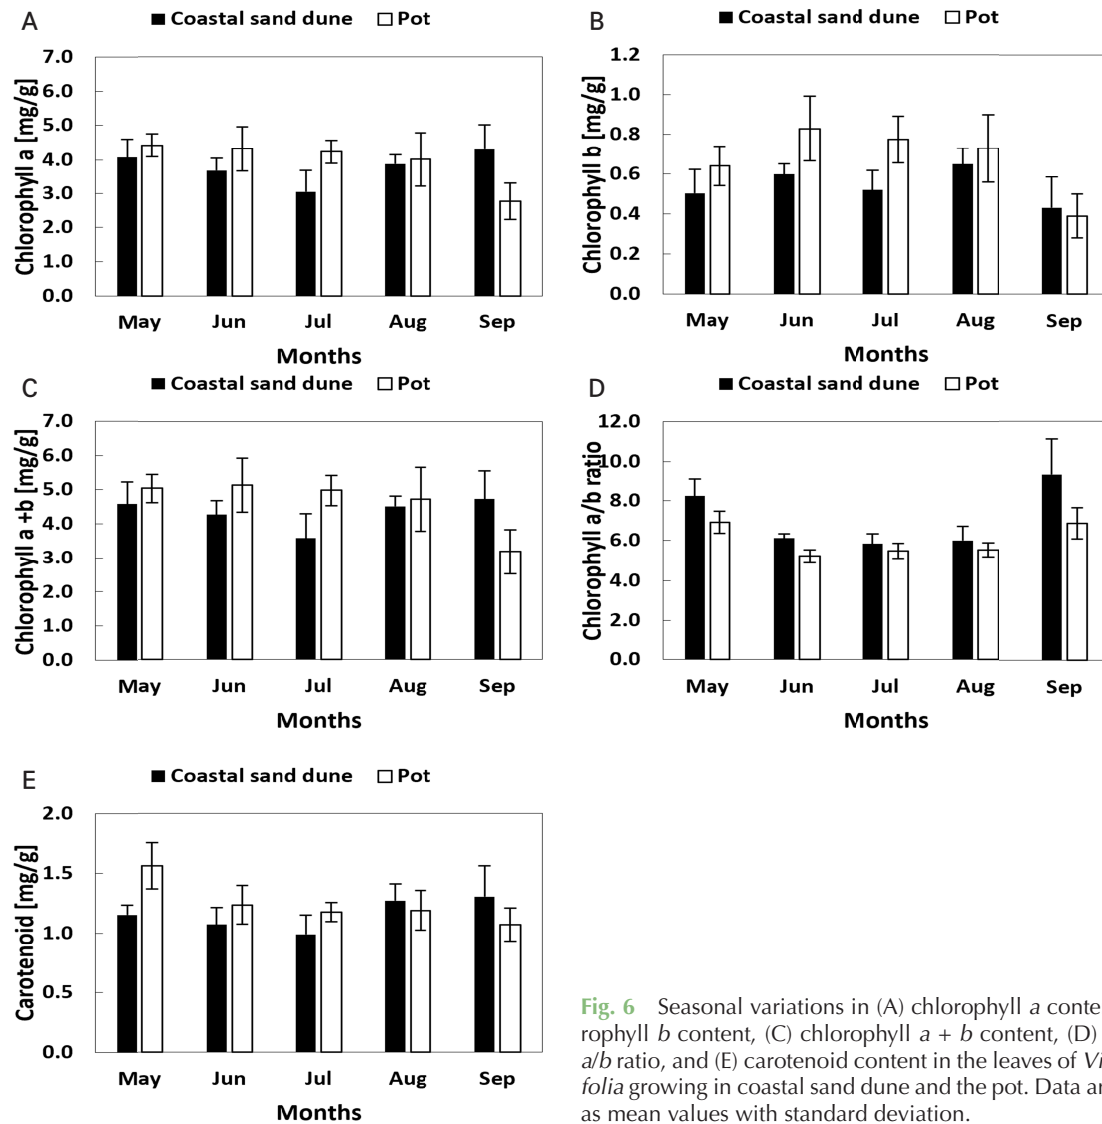 A
Coastal sand dune Pot
Chlorophyll a [mg/g]
7.0
6.0
5.0
4.0
3.0
2.0
1.0
0.0
May Jun Jul Aug Sep
Months
B
Coastal sand dune Pot
Chlorophyll b [mg/g]
1.2
1.0
0.8
0.6
0.4
0.2
0.0
May Jun Jul Aug Sep
Months
C
Coastal sand dune Pot
Chlorophyll a +b [mg/g]
7.0
6.0
5.0
4.0
3.0
2.0
1.0
0.0
May Jun Jul Aug Sep
Months
D
Coastal sand dune Pot
Chlorophyll a/b ratio
12.0
10.0
8.0
6.0
4.0
2.0
0.0
May Jun Jul Aug Sep
Months
E
Coastal sand dune Pot
Carotenoid [mg/g]
2.0
1.5
1.0
0.5
0.0
May Jun Jul Aug Sep
Months
Fig. 6 Seasonal variations in (A) chlorophyll a conte
rophyll b content, (C) chlorophyll a + b content, (D)
a/b ratio, and (E) carotenoid content in the leaves of Vi
folia growing in coastal sand dune and the pot. Data a
as mean values with standard deviation.